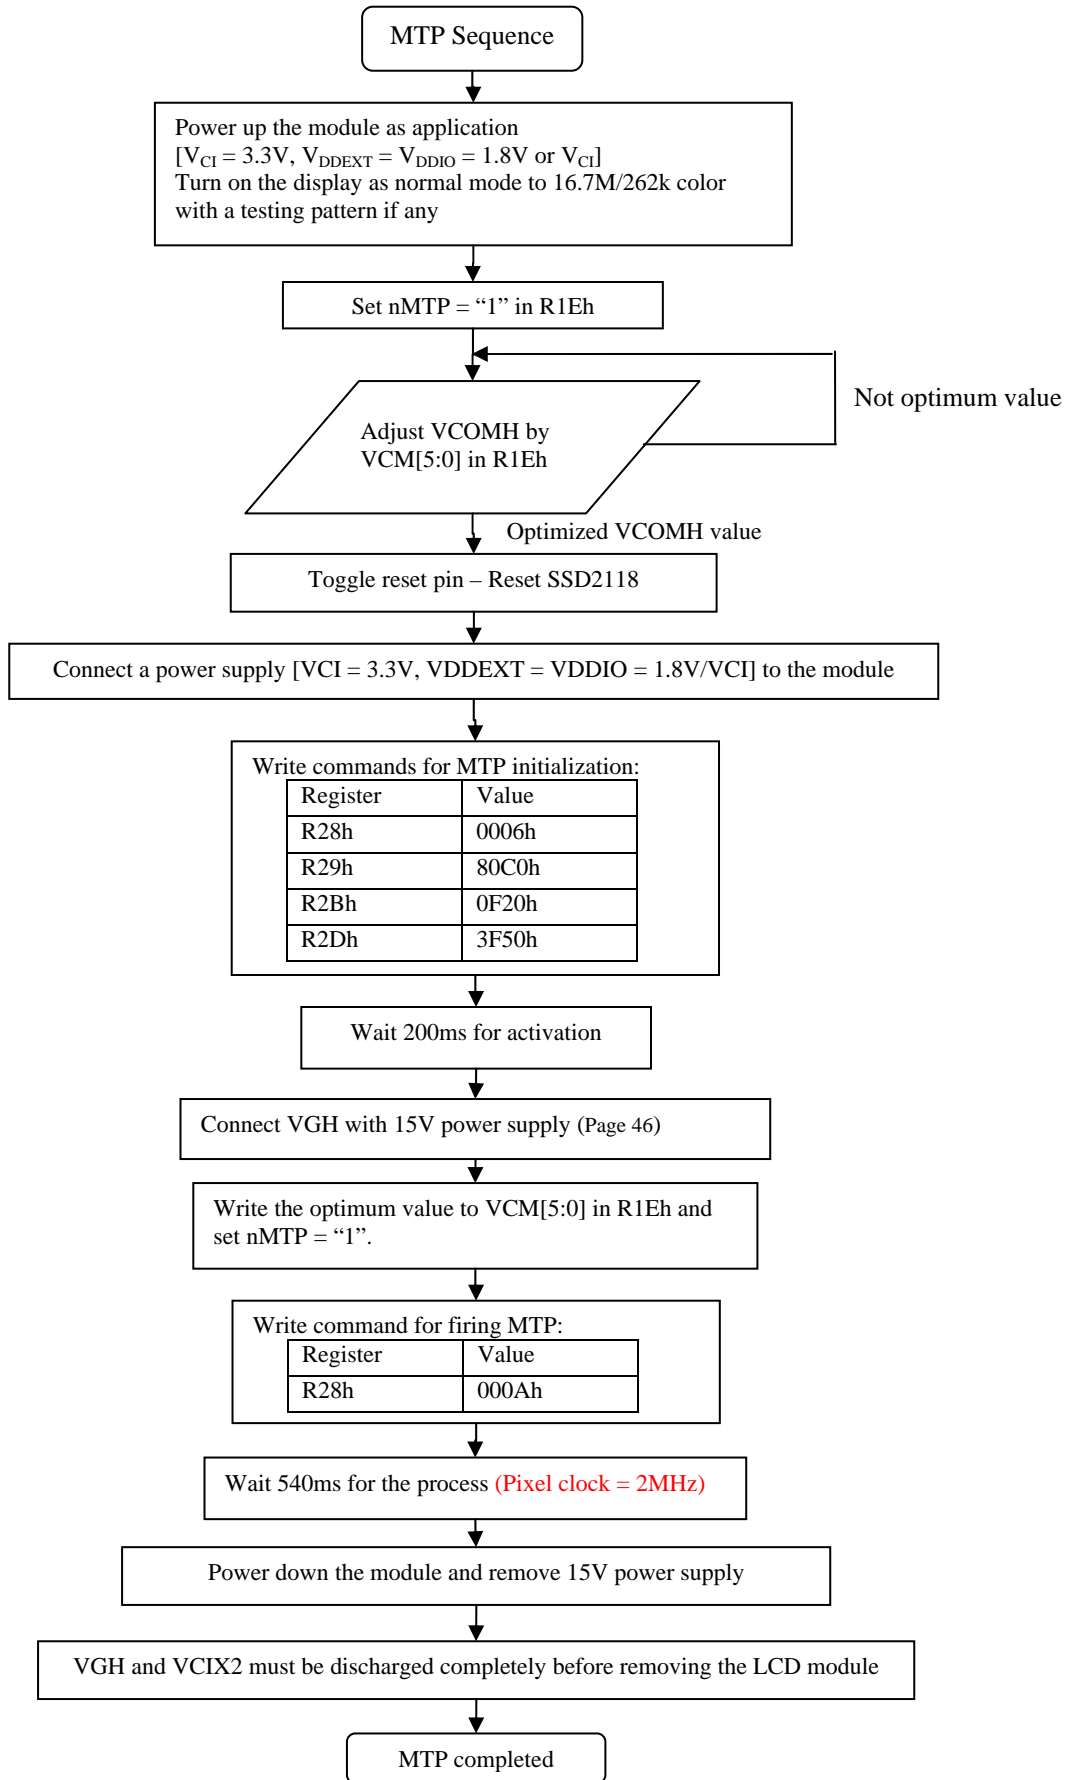 MTP Sequence
Power up the module as application
[VCI = 3.3V, VDDEXT = VDDIO = 1.8V or VCI]
Turn on the display as normal mode to 16.7M/262k color
with a testing pattern if any
Set nMTP = “1” in R1Eh
Not optimum value
Adjust VCOMH by
VCM[5:0] in R1Eh
Optimized VCOMH value
Toggle reset pin – Reset SSD2118
Connect a power supply [VCI = 3.3V, VDDEXT = VDDIO = 1.8V/VCI] to the module
Write commands for MTP initialization:
Register Value
R28h 0006h
R29h 80C0h
R2Bh 0F20h
R2Dh 3F50h
Wait 200ms for activation
Connect VGH with 15V power supply (Page 46)
Write the optimum value to VCM[5:0] in R1Eh and
set nMTP = “1”.
Write command for firing MTP:
Register Value
R28h 000Ah
Wait 540ms for the process (Pixel clock = 2MHz)
Power down the module and remove 15V power supply
VGH and VCIX2 must be discharged completely before removing the LCD module
MTP completed